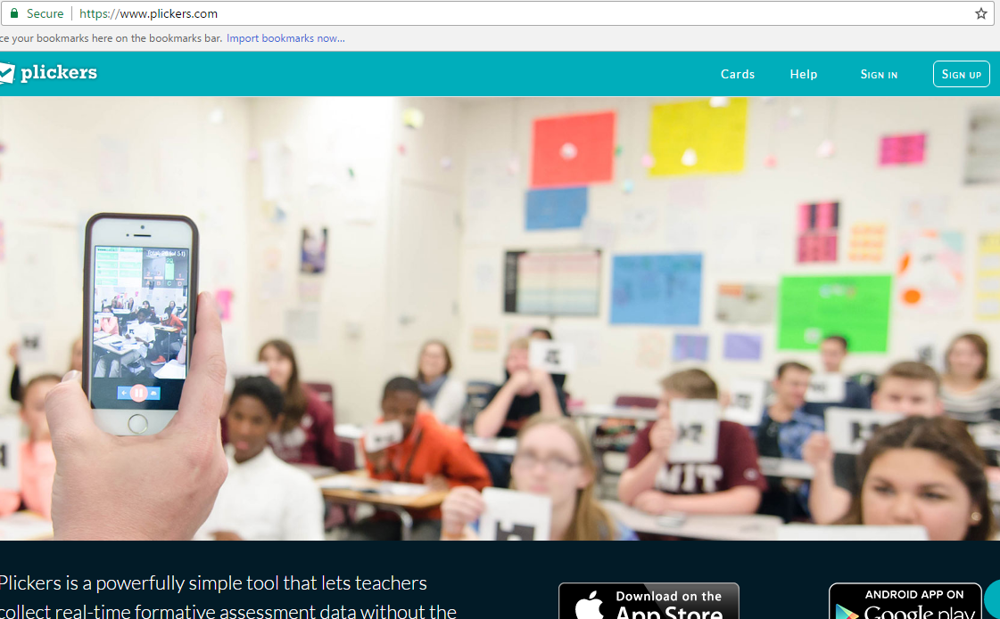 Secure https://www.plickers.com
ce your bookmarks here on the bookmarks bar. Import bookmarks now...
plickers
Cards Help SIGN IN SIGN UP
A B C D
MIT
Plickers is a powerfully simple tool that lets teachers
collect real-time formative assessment data without the
Download on the
App Store
ANDROID APP ON
Google play